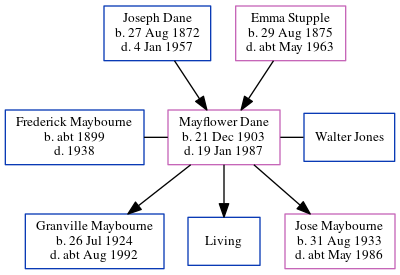 Joseph Dane
b. 27 Aug 1872
d. 4 Jan 1957
Emma Stupple
b. 29 Aug 1875
d. abt May 1963
Frederick Maybourne
b. abt 1899
d. 1938
Mayflower Dane
b. 21 Dec 1903
d. 19 Jan 1987
Walter Jones
Granville Maybourne
b. 26 Jul 1924
d. abt Aug 1992
Living
Jose Maybourne
b. 31 Aug 1933
d. abt May 1986